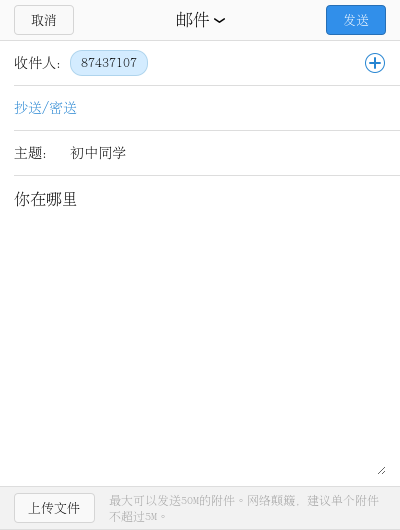 取消
邮件
发送
收件人:
87437107
抄送/密送
主题:
初中同学
你在哪里
上传文件
最大可以发送50M的附件。网络颠簸，建议单个附件
不超过5M。